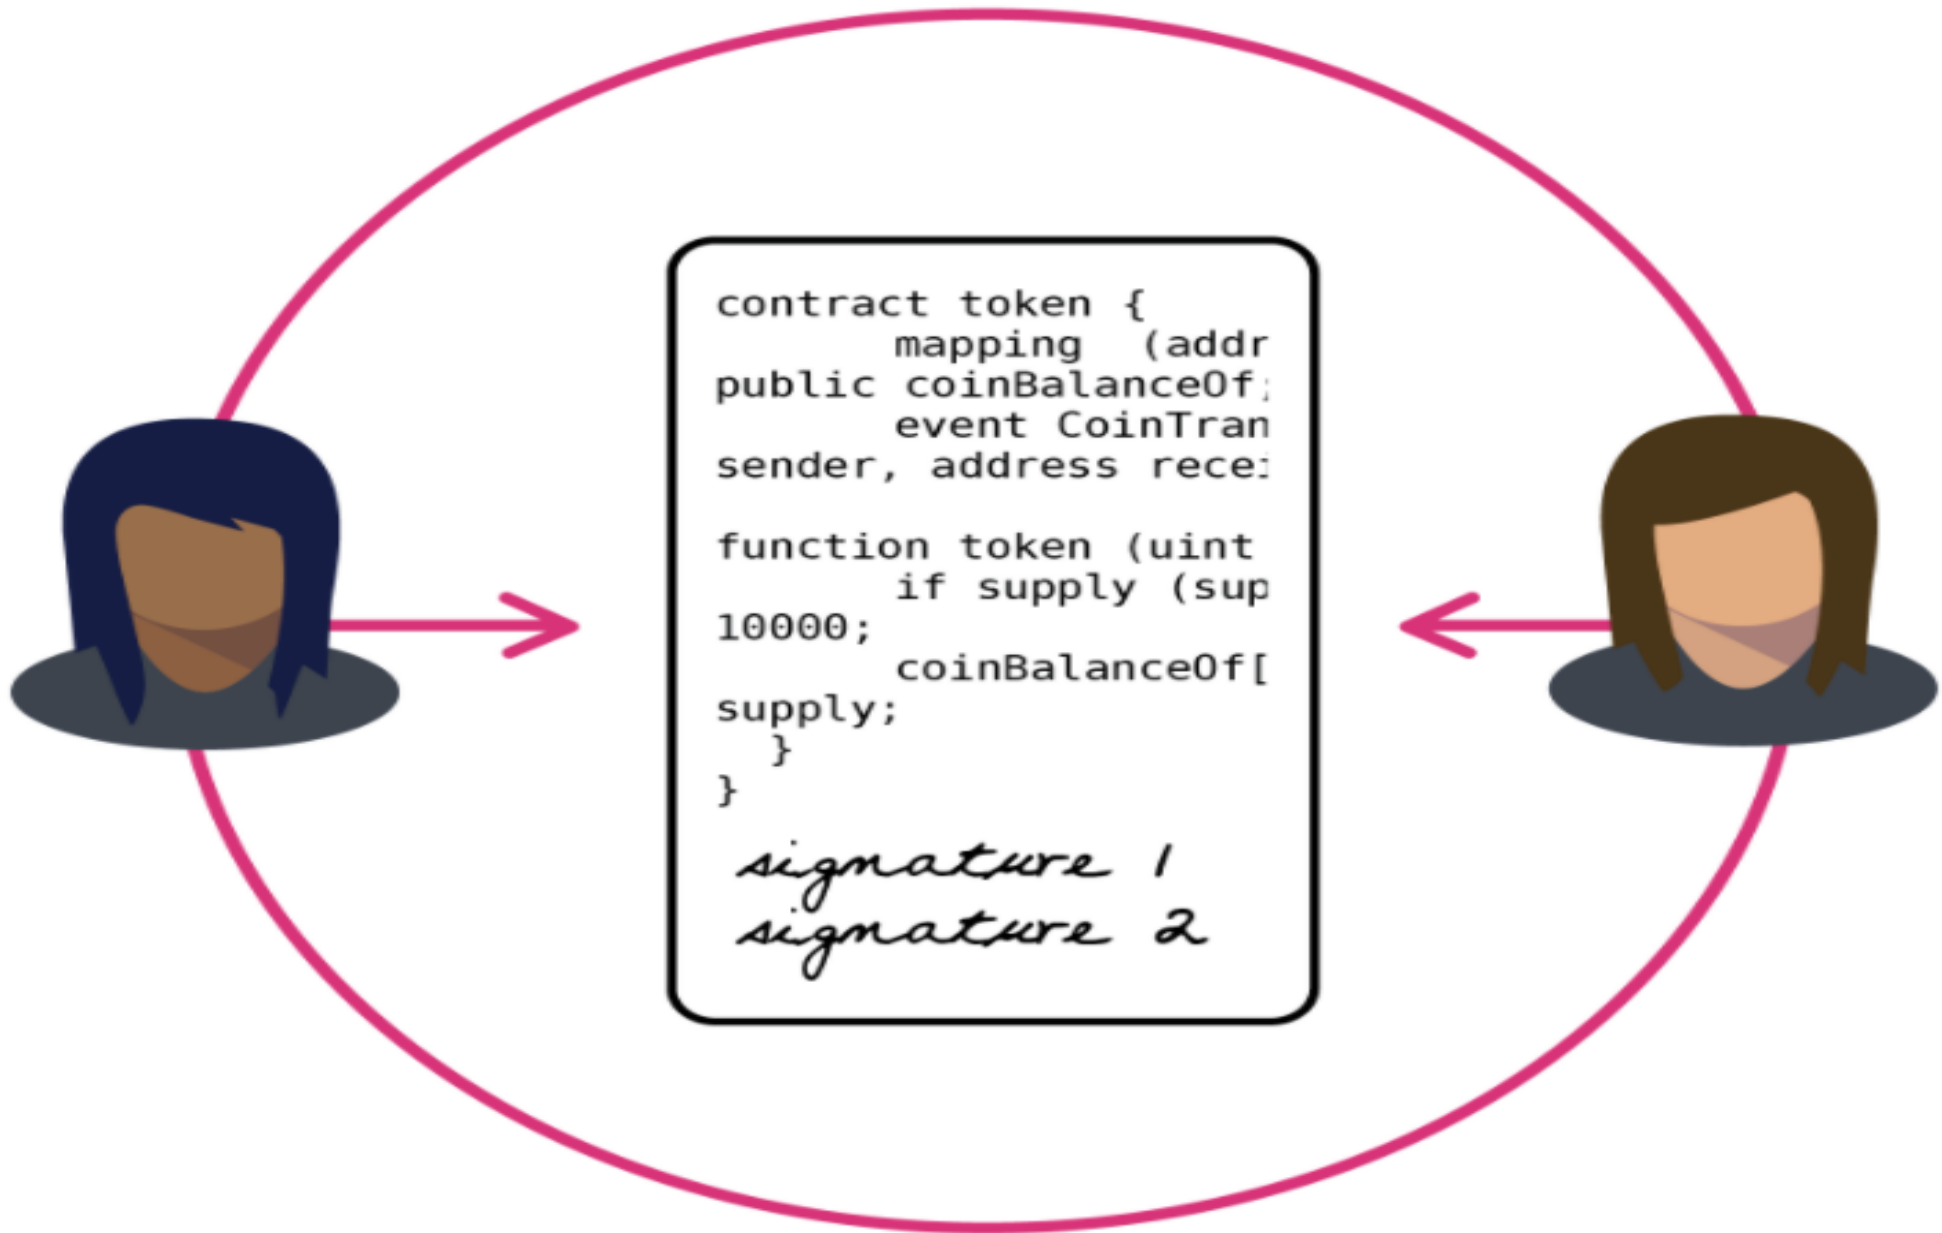 contract token {
mapping (addr
public coinBalanceOf;
event CoinTran
sender, address recei
function token (uint
if supply (sup
10000;
coinBalanceOf[
supply;
}
}
signature 1
signature 2